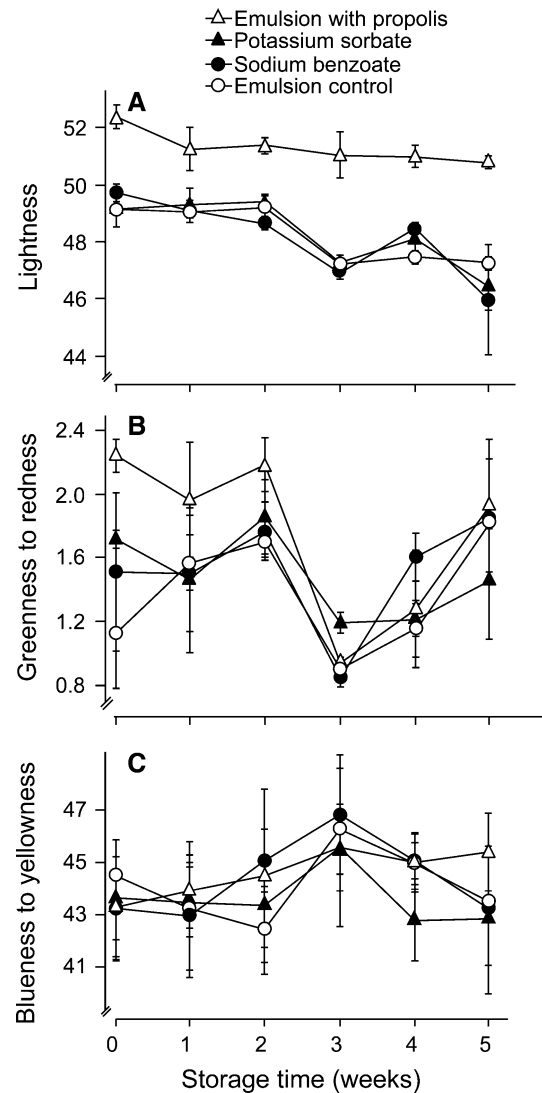 Emulsion with propolis
Potassium sorbate
Sodium benzoate
Emulsion control
A
52
50
48
46
44
Lightness
B
2.4
2.0
1.6
1.2
0.8
Greenness to redness
C
47
45
43
41
Blueness to yellowness
0 1 2 3 4 5
Storage time (weeks)